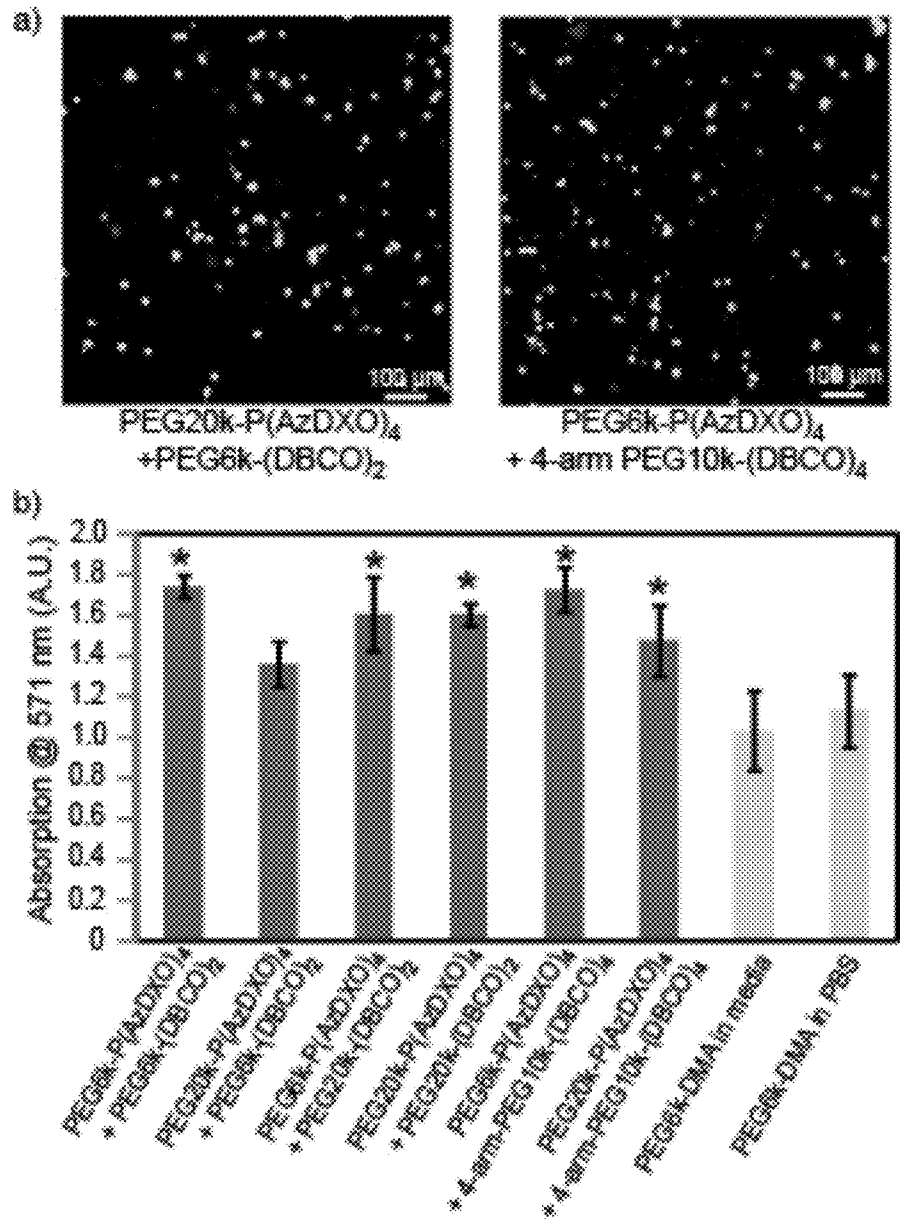 a)
100 μm
100 μm
PEG20k-P(AzDXO)4
+PEG6k-(DBCO)2
PEG6k-P(AzDXO)4
+ 4-arm PEG10k-(DBCO)4
b)
Absorption @ 571 nm (A.U.)
2.0
1.8
1.6
1.4
1.2
1.0
0.8
0.6
0.4
0.2
0
* * * * *
PEG6k-P(AzDXO)4
+ PEG6k-(DBCO)2
PEG20k-P(AzDXO)4
+ PEG6k-(DBCO)2
PEG6k-P(AzDXO)4
+ PEG20k-(DBCO)2
PEG20k-P(AzDXO)4
+ PEG20k-(DBCO)2
PEG6k-P(AzDXO)4
+ 4-arm-PEG10k-(DBCO)4
PEG20k-P(AzDXO)4
+ 4-arm-PEG10k-(DBCO)4
PEG6k-DMA in media
PEG6k-DMA in PBS